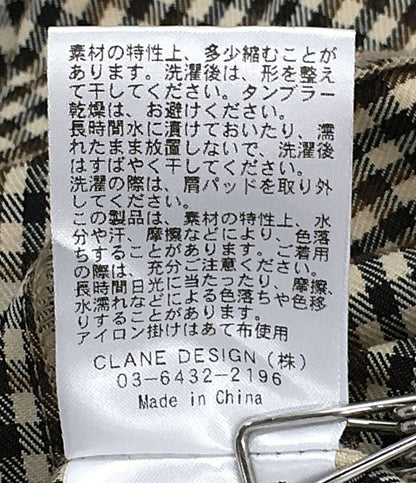 素材の特性上、多少縮むことが
あります。洗濯後は、形を整え
て干してください。タンブラー
乾燥は、お避けください。
長時間水に漬けておいたり、濡
れたまま放置しないで、洗濯後
はすばやく干してください。
洗濯の際は、肩パッドを取り外
してください。
この製品は、素材の特性上、水
分や汗、摩擦などにより、色落
ちすることがあります。ご着用
の際は、充分ご注意ください。
長時間日光に当たったり、摩擦、
水濡れなどによる色落ちや色移
りすることがあります。
アイロン掛けはあて布使用
CLANE DESIGN (株)
03-6432-2196
Made in China